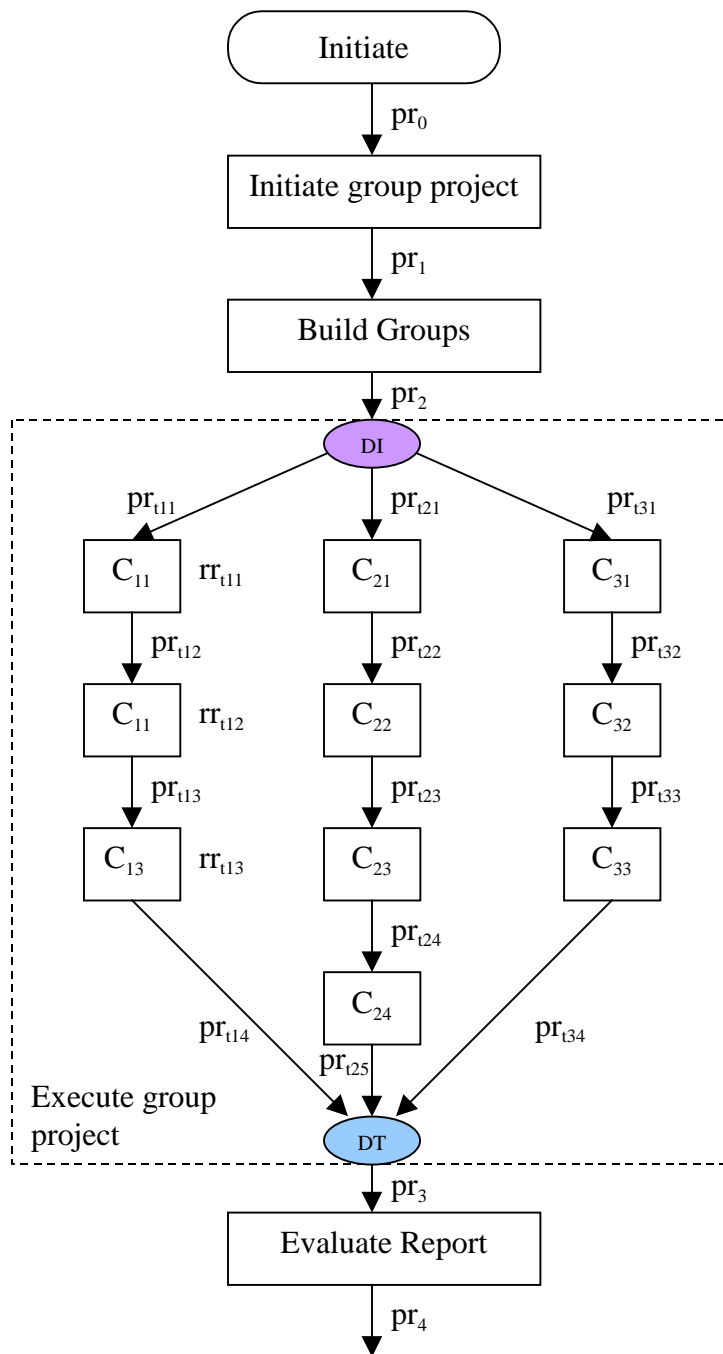 Initiate
pr₀
Initiate group project
pr₁
Build Groups
pr₂
DI
prₜ₁₁ prₜ₂₁ prₜ₃₁
C₁₁ rrₜ₁₁ C₂₁ C₃₁
prₜ₁₂ prₜ₂₂ prₜ₃₂
C₁₁ rrₜ₁₂ C₂₂ C₃₂
prₜ₁₃ prₜ₂₃ prₜ₃₃
C₁₃ rrₜ₁₃ C₂₃ C₃₃
prₜ₂₄
C₂₄
prₜ₁₄ prₜ₃₄
prₜ₂₅
Execute group
project
DT
pr₃
Evaluate Report
pr₄